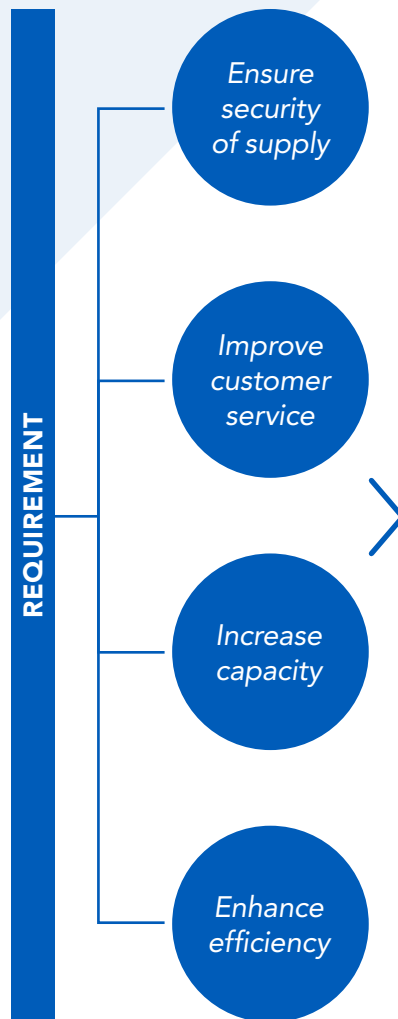 REQUIREMENT
Ensure
security
of supply
Improve
customer
service
Increase
capacity
Enhance
efficiency